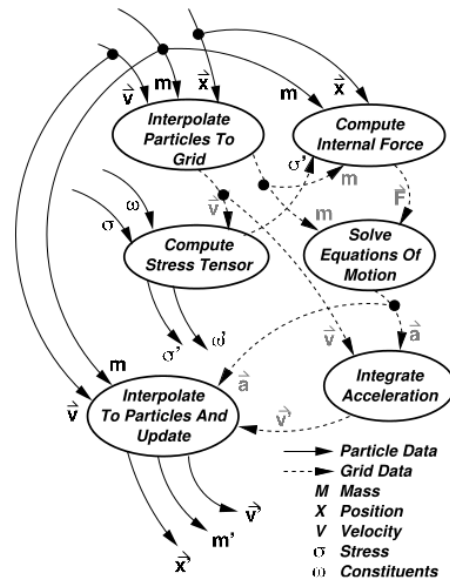 v⃗ m x⃗ m x⃗
Interpolate
Particles To
Grid
Compute
Internal Force
σ' m
ω
σ
v⃗ m F⃗
Compute
Stress Tensor
Solve
Equations Of
Motion
σ' ω'
v⃗ a⃗
m a⃗
v⃗
Interpolate
To Particles And
Update
Integrate
Acceleration
v⃗'
x⃗' m' v⃗'
Particle Data
Grid Data
M Mass
X Position
V Velocity
σ Stress
ω Constituents